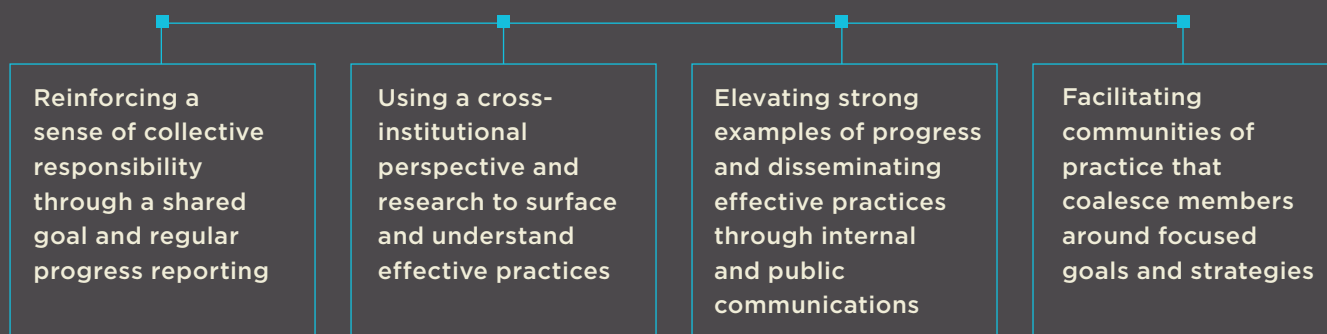 Reinforcing a
sense of collective
responsibility
through a shared
goal and regular
progress reporting
Using a cross-
institutional
perspective and
research to surface
and understand
effective practices
Elevating strong
examples of progress
and disseminating
effective practices
through internal
and public
communications
Facilitating
communities of
practice that
coalesce members
around focused
goals and strategies